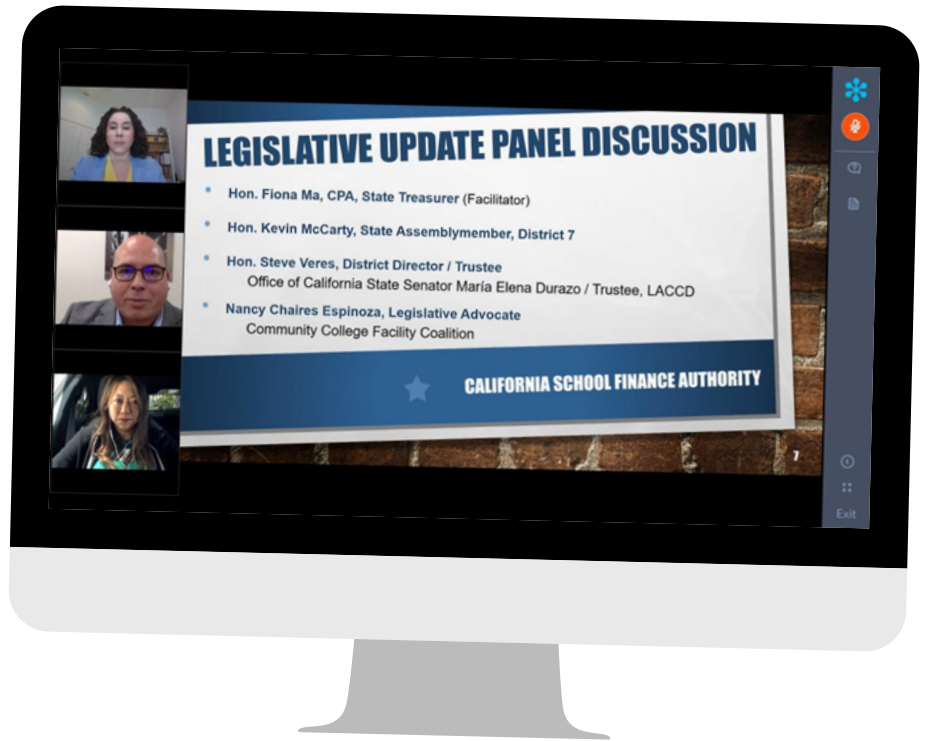 LEGISLATIVE UPDATE PANEL DISCUSSION
Hon. Fiona Ma, CPA, State Treasurer (Facilitator)
Hon. Kevin McCarty, State Assemblymember, District 7
Hon. Steve Veres, District Director / Trustee
Office of California State Senator María Elena Durazo / Trustee, LACCD
Nancy Chaires Espinoza, Legislative Advocate
Community College Facility Coalition
CALIFORNIA SCHOOL FINANCE AUTHORITY
7
Exit